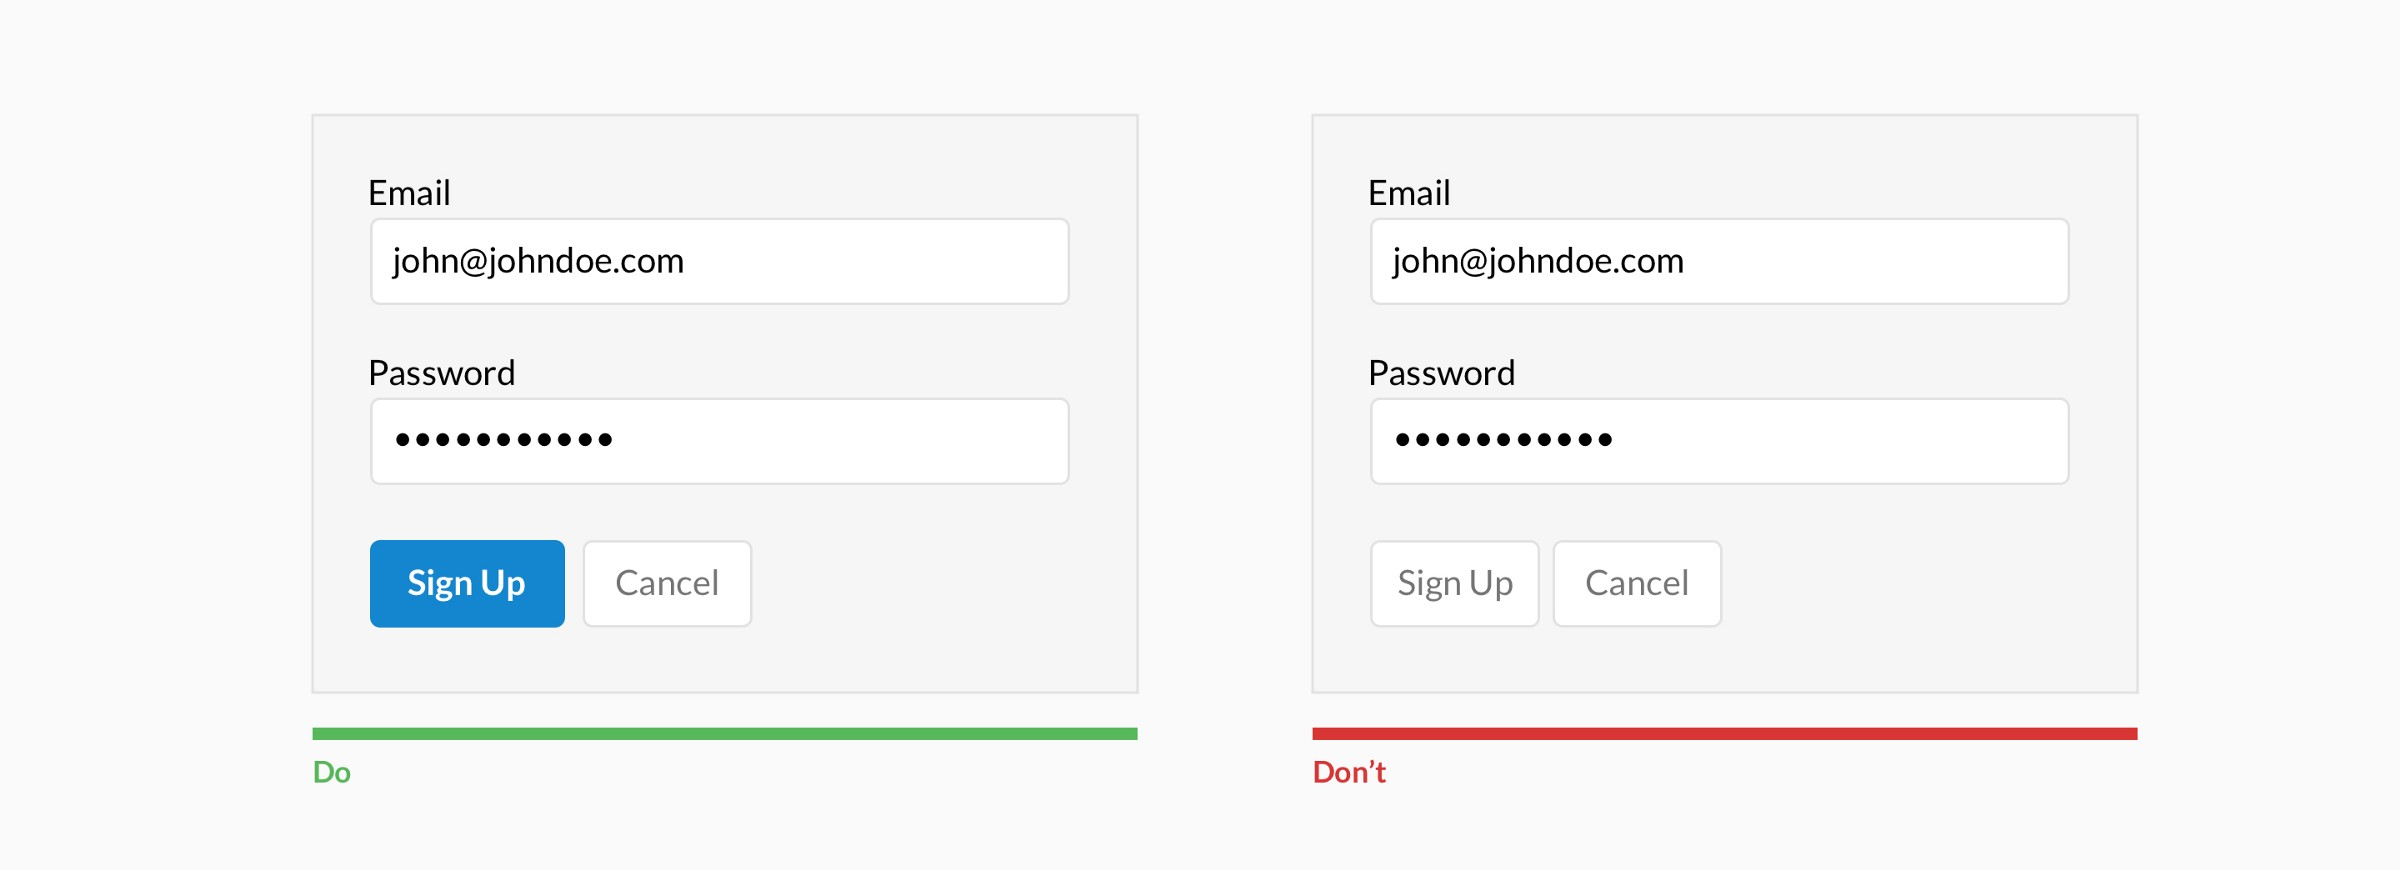 Email
john@johndoe.com
Password
•••••••••••
Sign Up Cancel
Do
Email
john@johndoe.com
Password
•••••••••••
Sign Up Cancel
Don’t